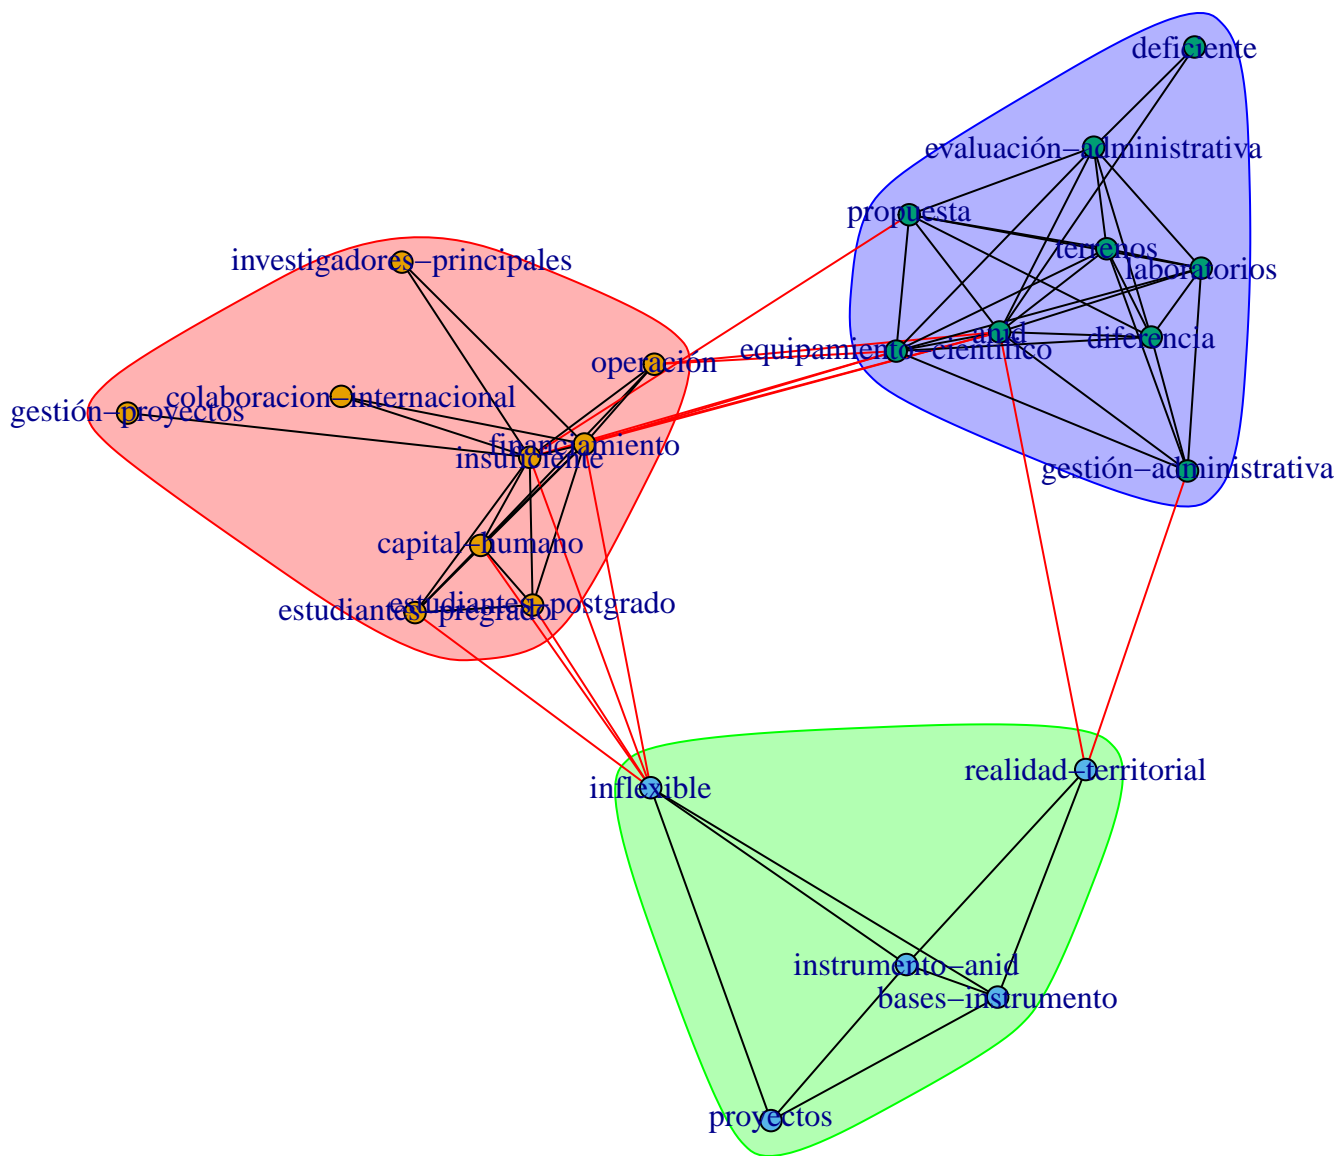 deficiente
evaluación−administrativa
propuesta
terrenos
laboratorios
investigadores−principales
anid
diferencia
equipamiento−científico
operación
colaboracion−internacional
gestión−proyectos
financiamiento
insuficiente
gestión−administrativa
capital−humano
estudiantes−postgrado
estudiantes−pregrado
realidad−territorial
inflexible
instrumento−anid
bases−instrumento
proyectos